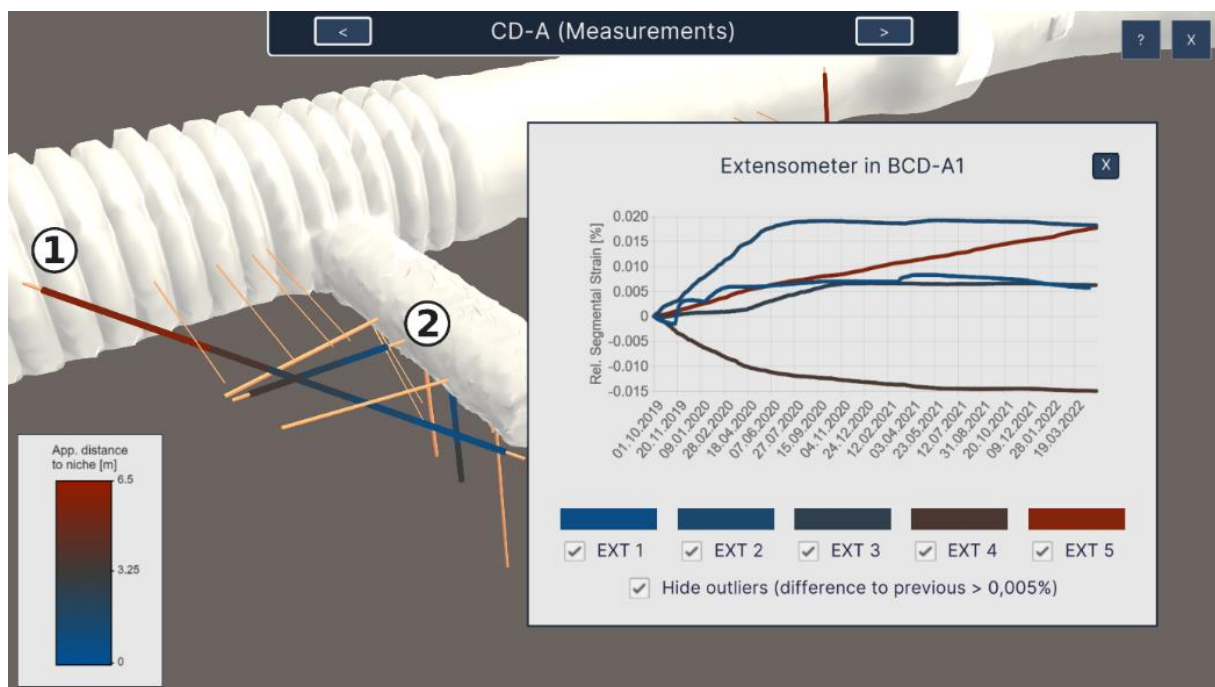 <
CD-A (Measurements)
>
?
X
1
2
Extensometer in BCD-A1
X
Rel. Segmental Strain [%]
0.020
0.015
0.010
0.005
0
-0.005
-0.010
-0.015
01.10.2019
20.11.2019
09.01.2020
28.02.2020
18.04.2020
07.06.2020
27.07.2020
15.09.2020
04.11.2020
24.12.2020
12.02.2021
03.04.2021
23.05.2021
12.07.2021
31.08.2021
20.10.2021
09.12.2021
28.01.2022
19.03.2022
EXT 1
EXT 2
EXT 3
EXT 4
EXT 5
Hide outliers (difference to previous > 0,005%)
App. distance
to niche [m]
6.5
3.25
0